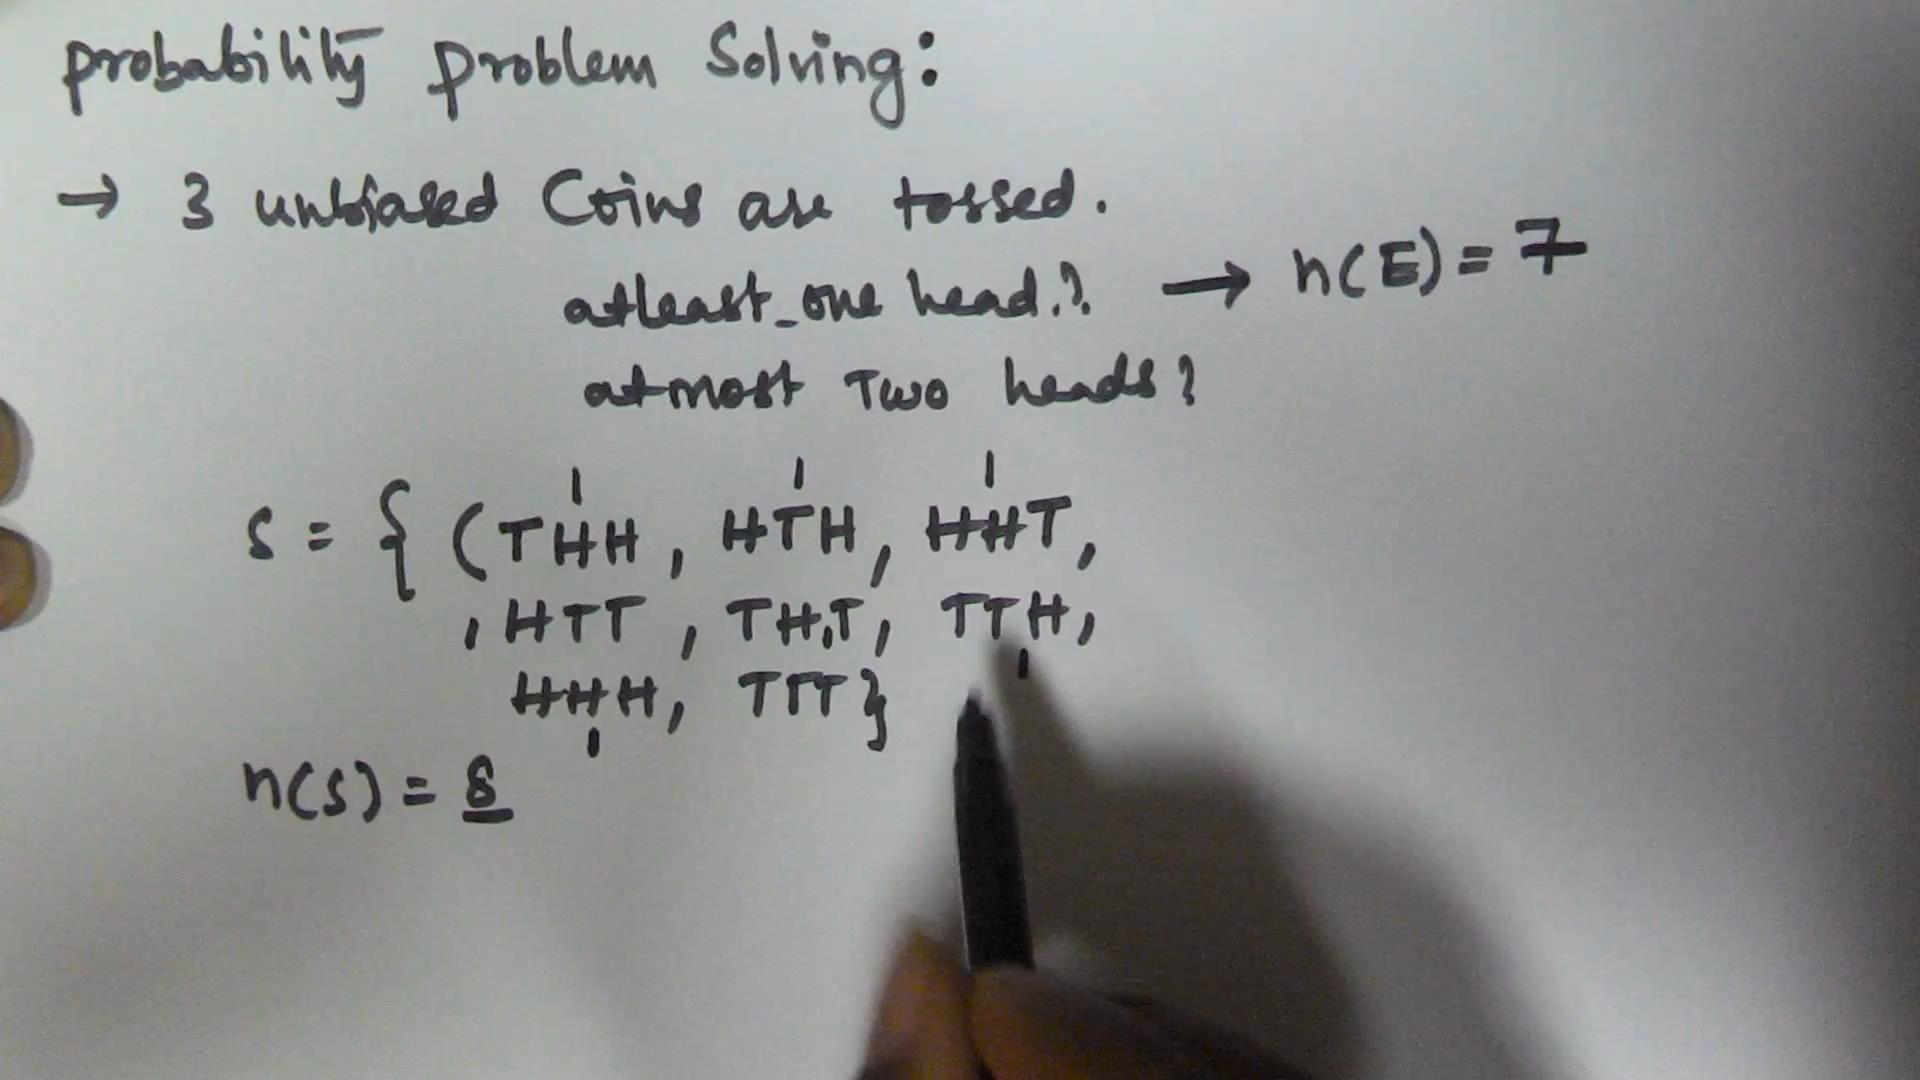 probability problem Solving:
→ 3 unbiased Coins are tossed.
atleast one head.? → n(E) = 7
atmost Two heads?
S = { (THH, HTH, HHT,
, HTT, THT, TTH,
HHH, TTT}
n(S) = 8